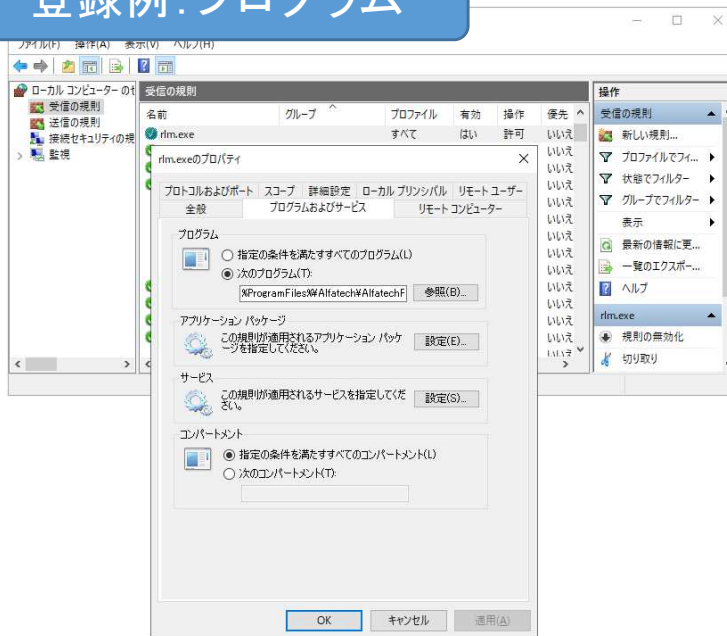 登録例:プログラム
ファイル(F) 操作(A) 表示(V) ヘルプ(H)
ローカル コンピューターのセ
受信の規則
送信の規則
接続セキュリティの規
監視
受信の規則
名前 グループ プロファイル 有効 操作 優先
rlm.exe すべて はい 許可 いいえ
いいえ
いいえ
いいえ
いいえ
いいえ
いいえ
いいえ
いいえ
いいえ
いいえ
いいえ
いいえ
いいえ
rlm.exeのプロパティ
プロトコルおよびポート スコープ 詳細設定 ローカル プリンシパル リモート ユーザー
全般 プログラムおよびサービス リモート コンピューター
プログラム
指定の条件を満たすすべてのプログラム(L)
次のプログラム(T):
%ProgramFiles%¥Alfatech¥AlfatechF 参照(B)...
アプリケーション パッケージ
この規則が適用されるアプリケーション パッケ
ージを指定してください。
設定(E)...
サービス
この規則が適用されるサービスを指定してくだ
さい。
設定(S)...
コンパートメント
指定の条件を満たすすべてのコンパートメント(L)
次のコンパートメント(T):
OK キャンセル 適用(A)
操作
受信の規則
新しい規則...
プロファイルでフィ...
状態でフィルター
グループでフィルター
表示
最新の情報に更...
一覧のエクスポー...
ヘルプ
rlm.exe
規則の無効化
切り取り